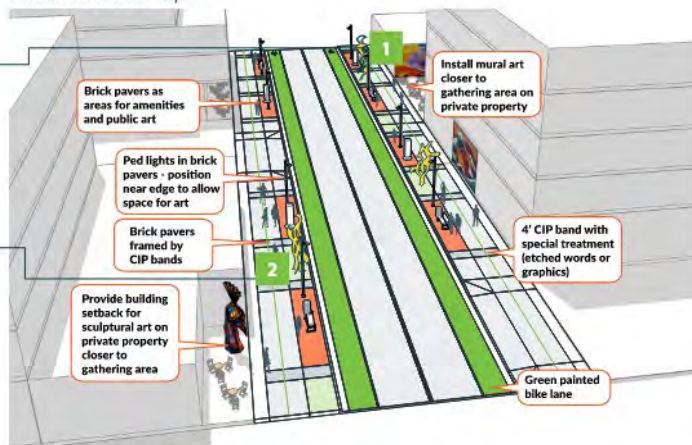 1
Install mural art
closer to
gathering area on
private property
Brick pavers as
areas for amenities
and public art
Ped lights in brick
pavers - position
near edge to allow
space for art
Brick pavers
framed by
CIP bands
2
4' CIP band with
special treatment
(etched words or
graphics)
Provide building
setback for
sculptural art on
private property
closer to
gathering area
Green painted
bike lane